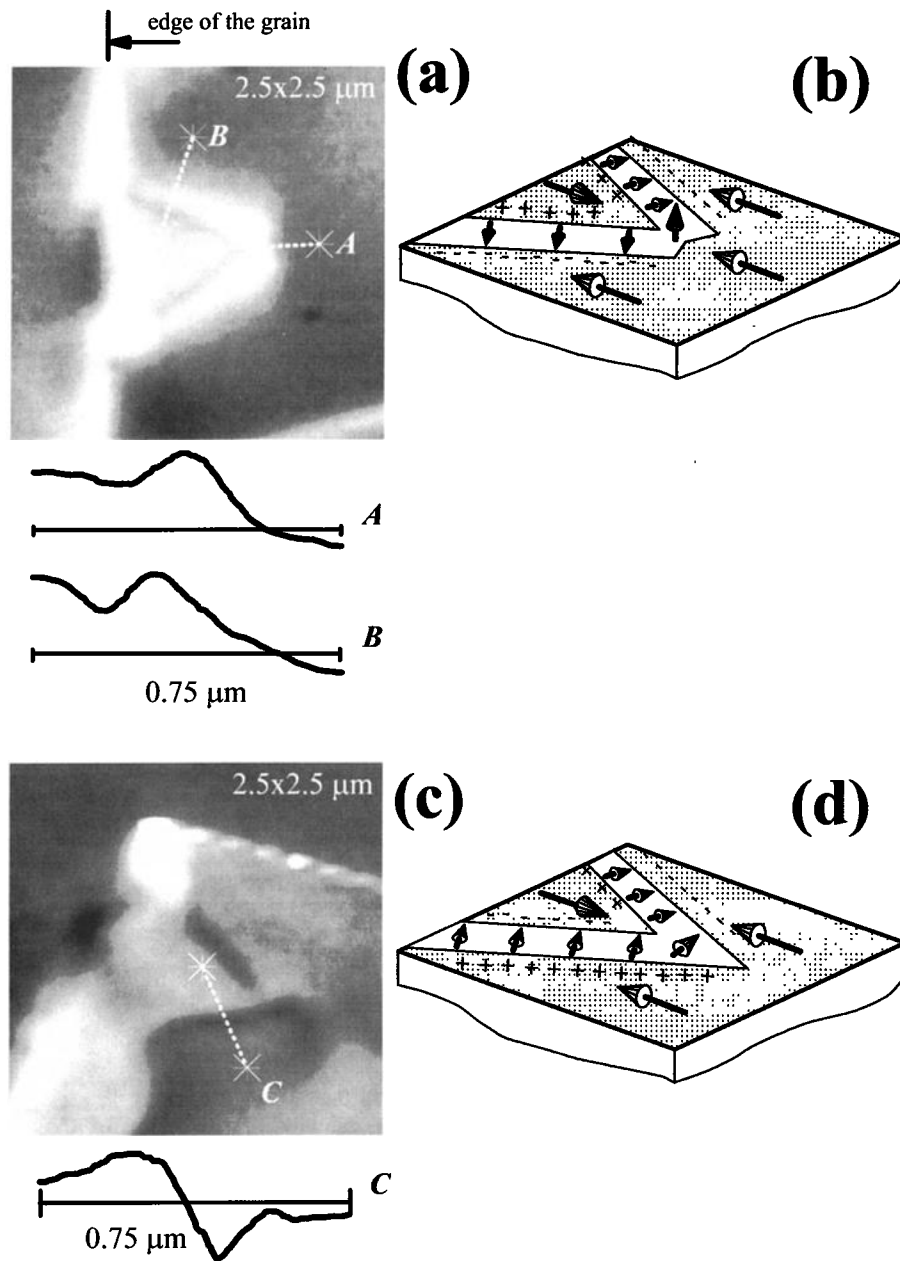 edge of the grain
2.5x2.5 μm
(a)
(b)
B
A
A
B
0.75 μm
2.5x2.5 μm
(c)
(d)
C
C
0.75 μm